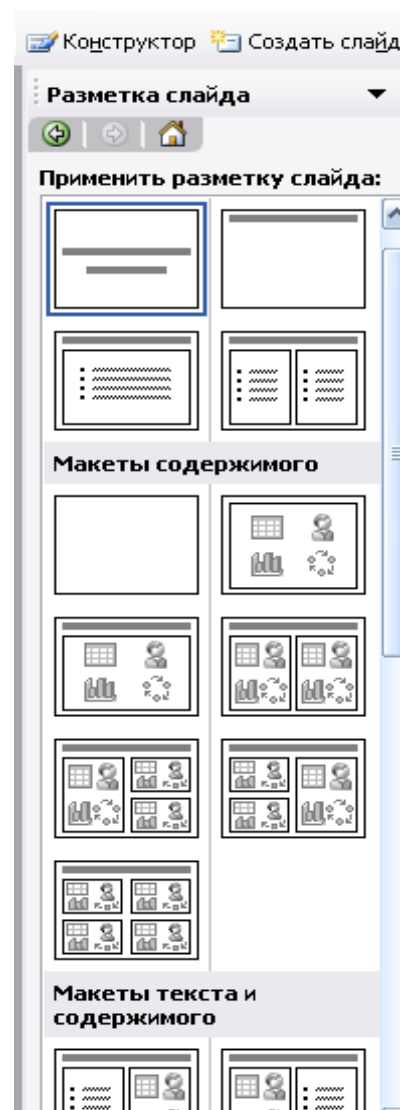 Конструктор Создать слайд
Разметка слайда
Применить разметку слайда:
Макеты содержимого
Макеты текста и
содержимого